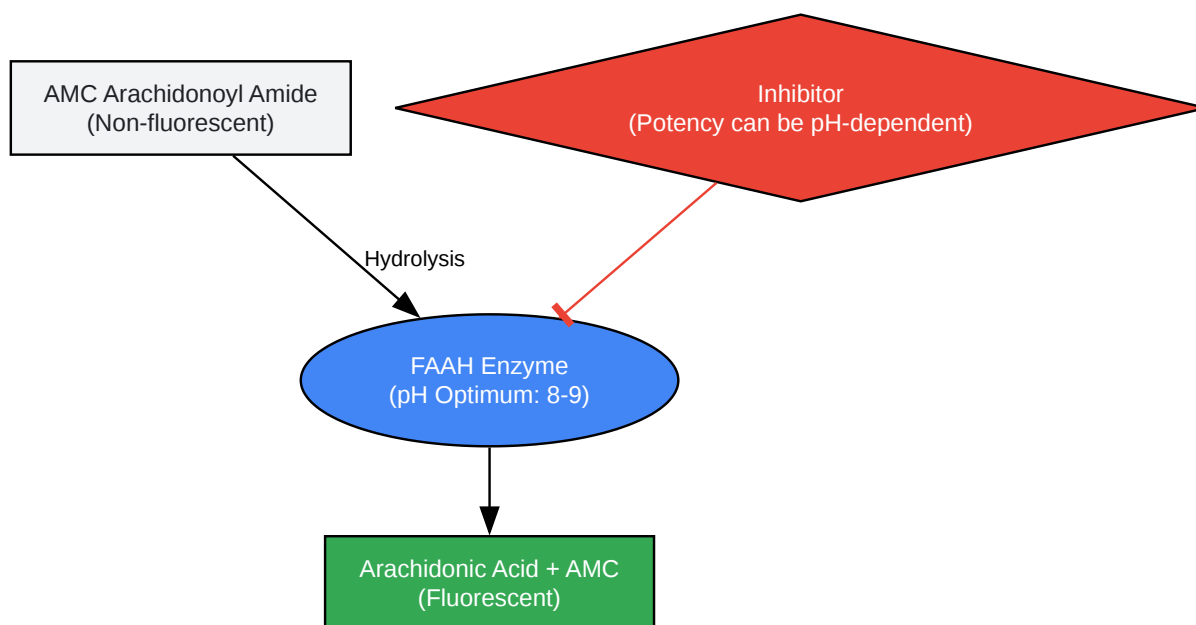 AMC Arachidonoyl Amide
(Non-fluorescent)
Inhibitor
(Potency can be pH-dependent)
Hydrolysis
FAAH Enzyme
(pH Optimum: 8-9)
Arachidonic Acid + AMC
(Fluorescent)